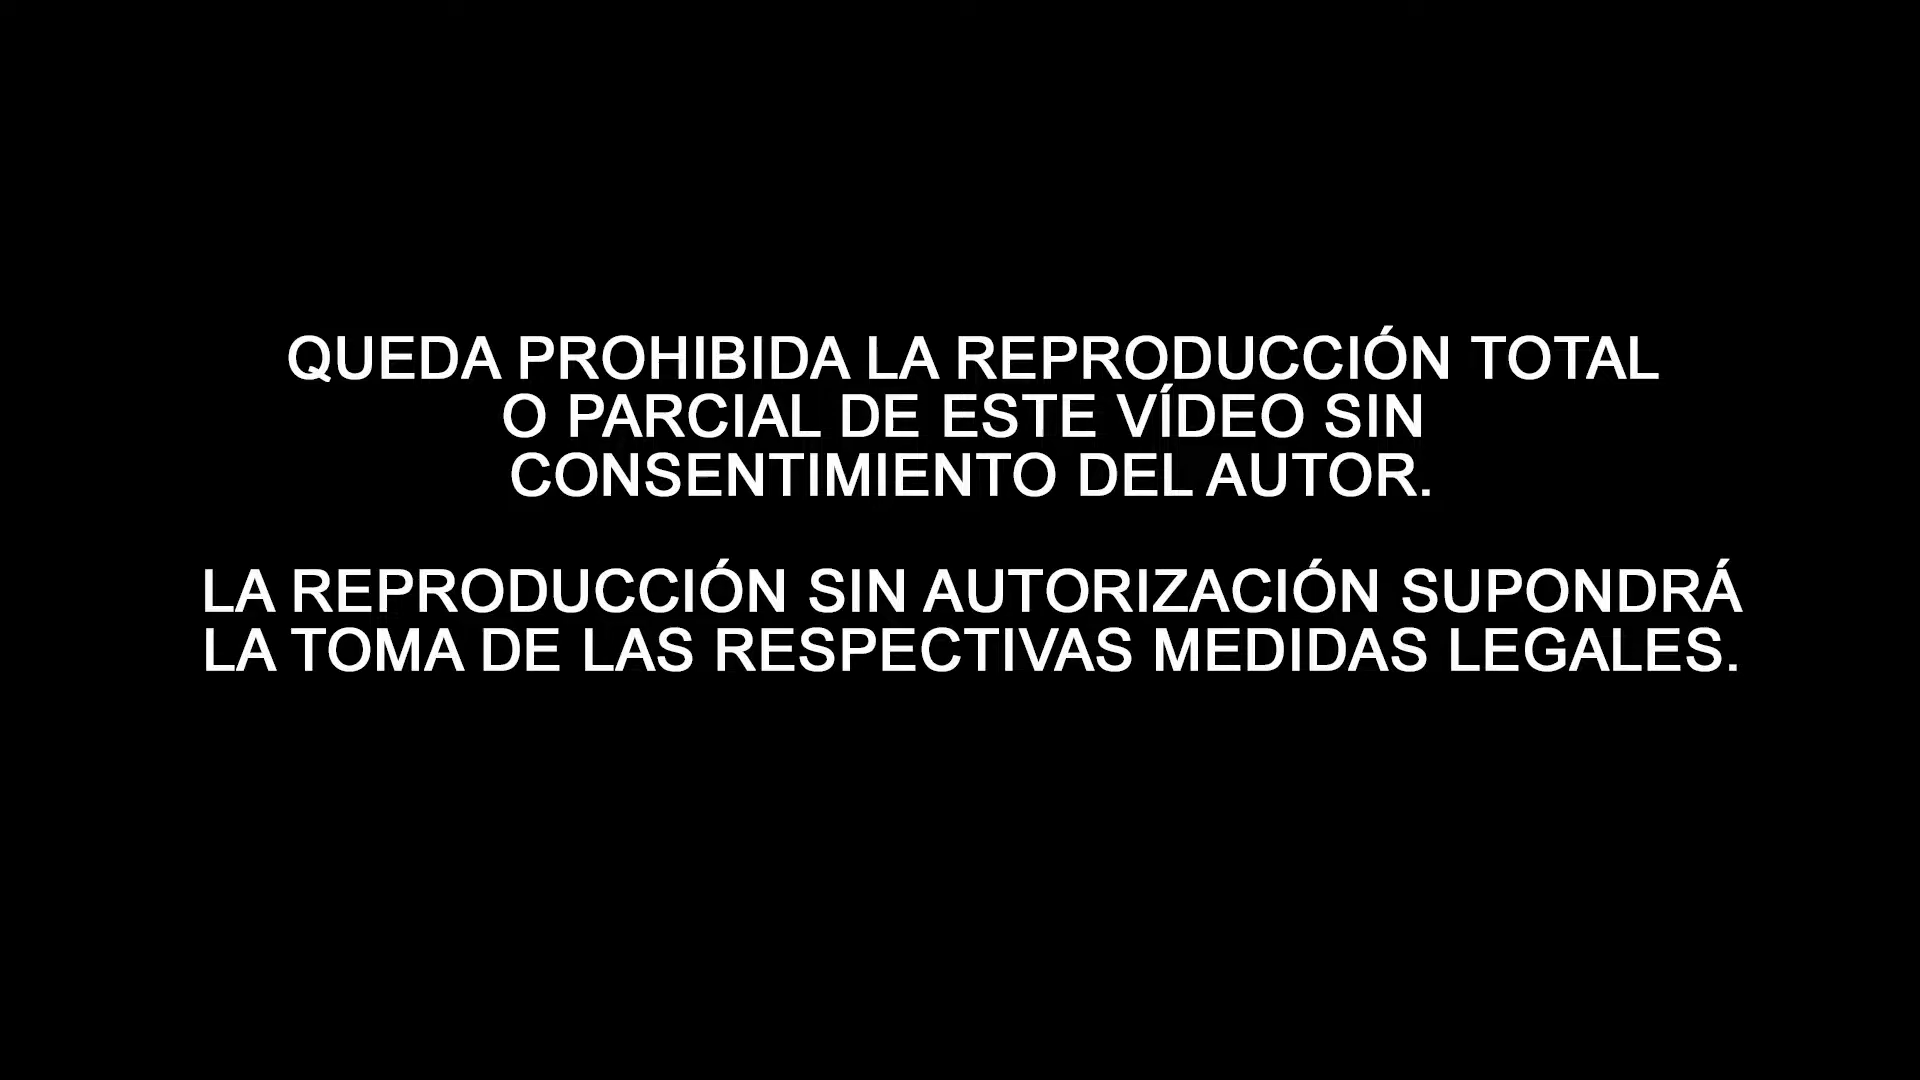 QUEDA PROHIBIDA LA REPRODUCCIÓN TOTAL
O PARCIAL DE ESTE VÍDEO SIN
CONSENTIMIENTO DEL AUTOR.
LA REPRODUCCIÓN SIN AUTORIZACIÓN SUPONDRÁ
LA TOMA DE LAS RESPECTIVAS MEDIDAS LEGALES.